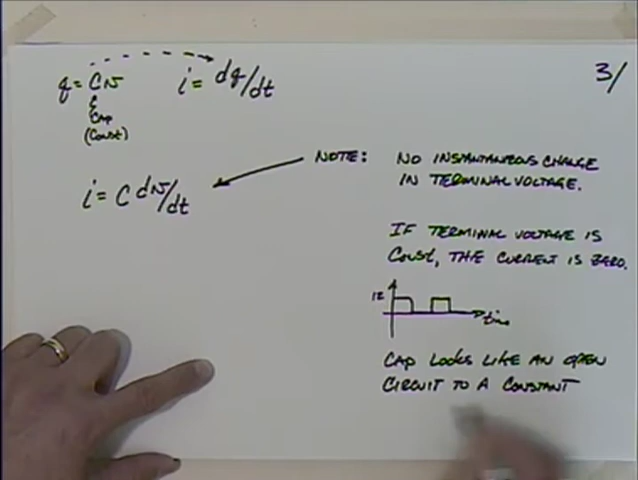 q = Cv i = dq/dt
3/
Cap
(Const)
i = C dv/dt
NOTE: NO INSTANTANEOUS CHANGE
IN TERMINAL VOLTAGE.
IF TERMINAL VOLTAGE IS
CONST, THE CURRENT IS ZERO.
12
time
CAP LOOKS LIKE AN OPEN
CIRCUIT TO A CONSTANT